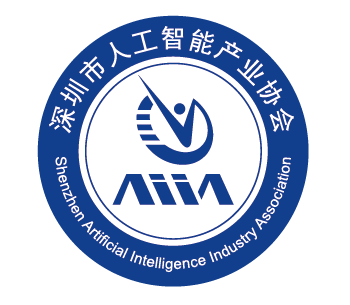 深圳市人工智能产业协会
AIIA
Shenzhen Artificial Intelligence Industry Association